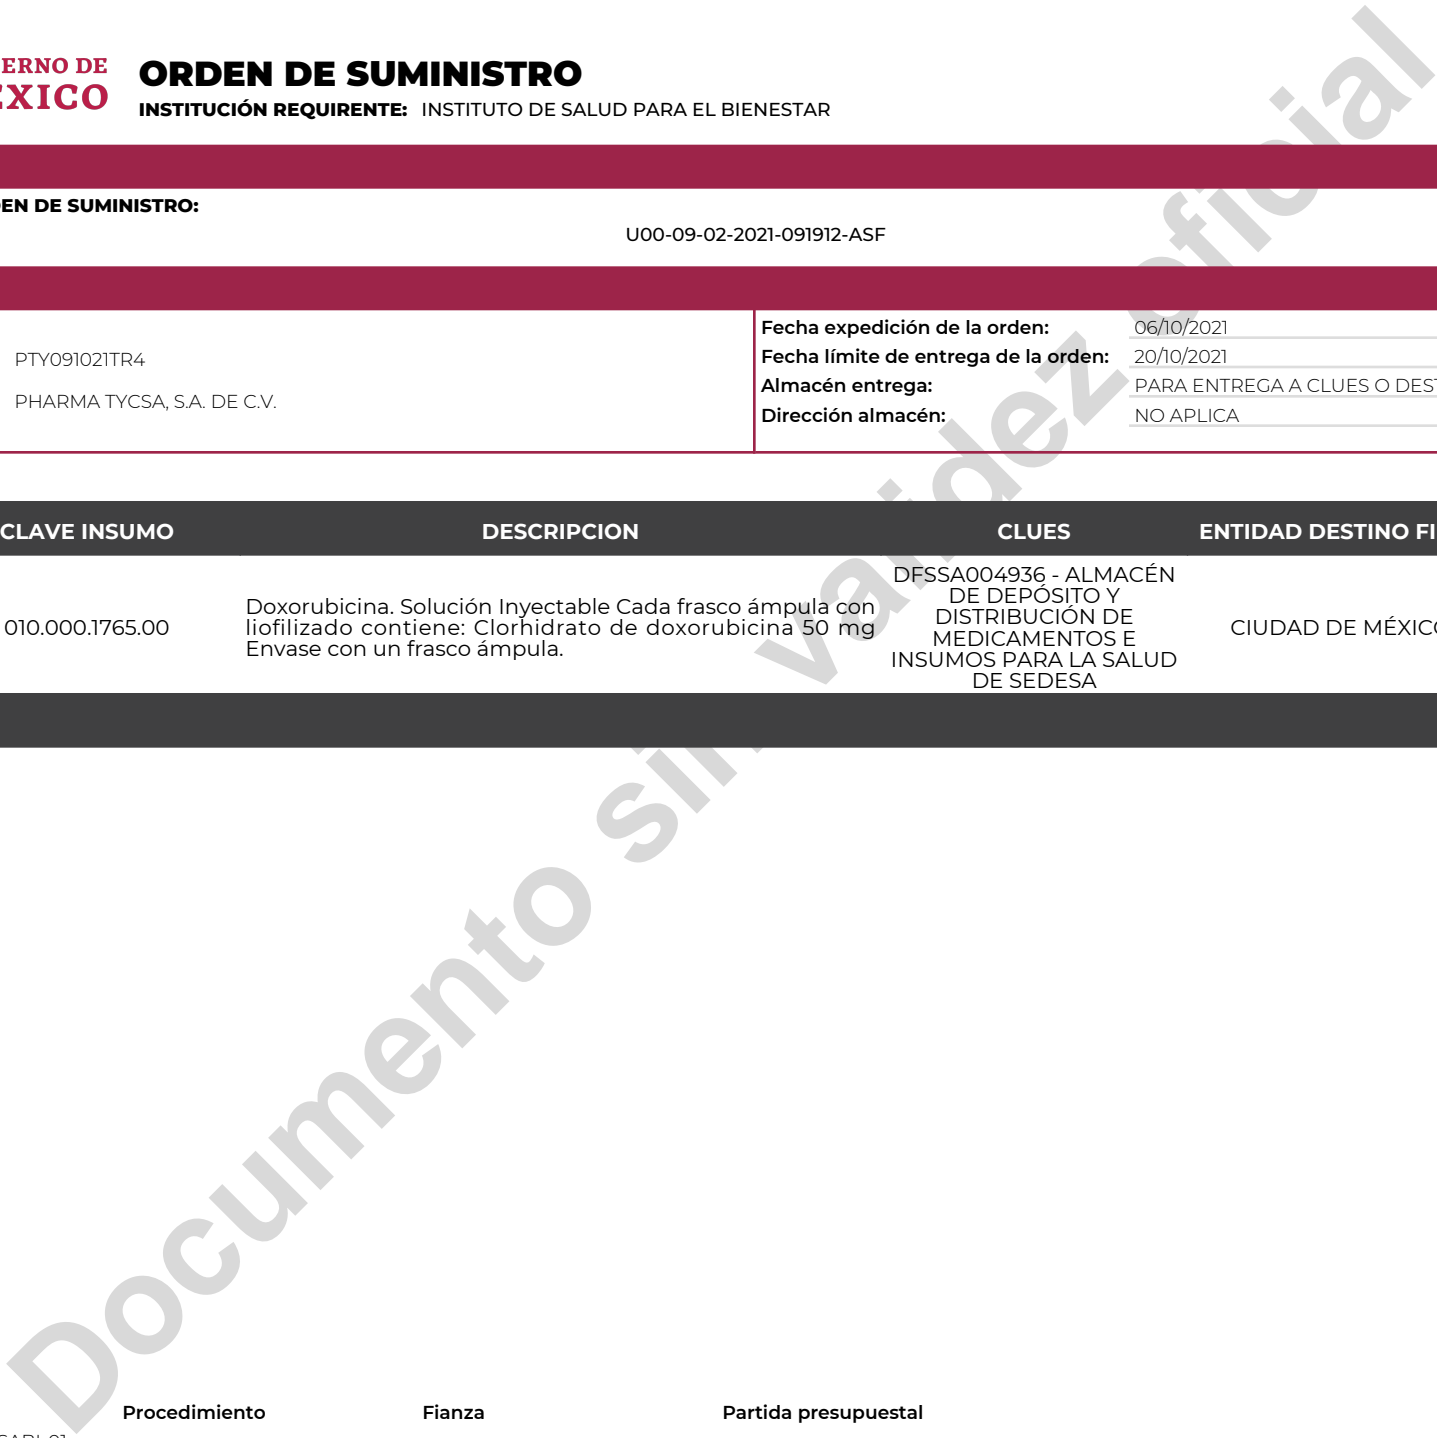 ERNO DE
ÉXICO
ORDEN DE SUMINISTRO
INSTITUCIÓN REQUIRENTE: INSTITUTO DE SALUD PARA EL BIENESTAR
EN DE SUMINISTRO:
U00-09-02-2021-091912-ASF
PTY091021TR4
PHARMA TYCSA, S.A. DE C.V.
Fecha expedición de la orden: 06/10/2021
Fecha límite de entrega de la orden: 20/10/2021
Almacén entrega: PARA ENTREGA A CLUES O DEST
Dirección almacén: NO APLICA
CLAVE INSUMO DESCRIPCION CLUES ENTIDAD DESTINO FI
010.000.1765.00
Doxorubicina. Solución Inyectable Cada frasco ámpula con
liofilizado contiene: Clorhidrato de doxorubicina 50 mg
Envase con un frasco ámpula.
DFSSA004936 - ALMACÉN
DE DEPÓSITO Y
DISTRIBUCIÓN DE
MEDICAMENTOS E
INSUMOS PARA LA SALUD
DE SEDESA
CIUDAD DE MÉXICO
Documento sin validez oficial
Procedimiento Fianza Partida presupuestal